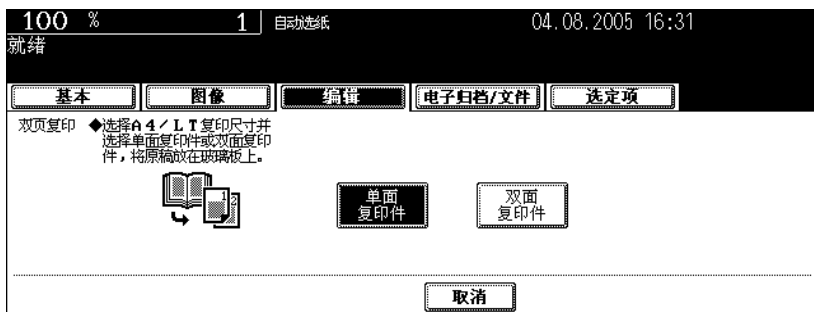 100 % 1 自动选纸 04.08.2005 16:31
就绪
基本 图像 编辑 电子归档/文件 选定项
双页复印 ◆选择A4/LT复印尺寸并
选择单面复印件或双面复印
件，将原稿放在玻璃板上。
1 2
单面
复印件
双面
复印件
取消